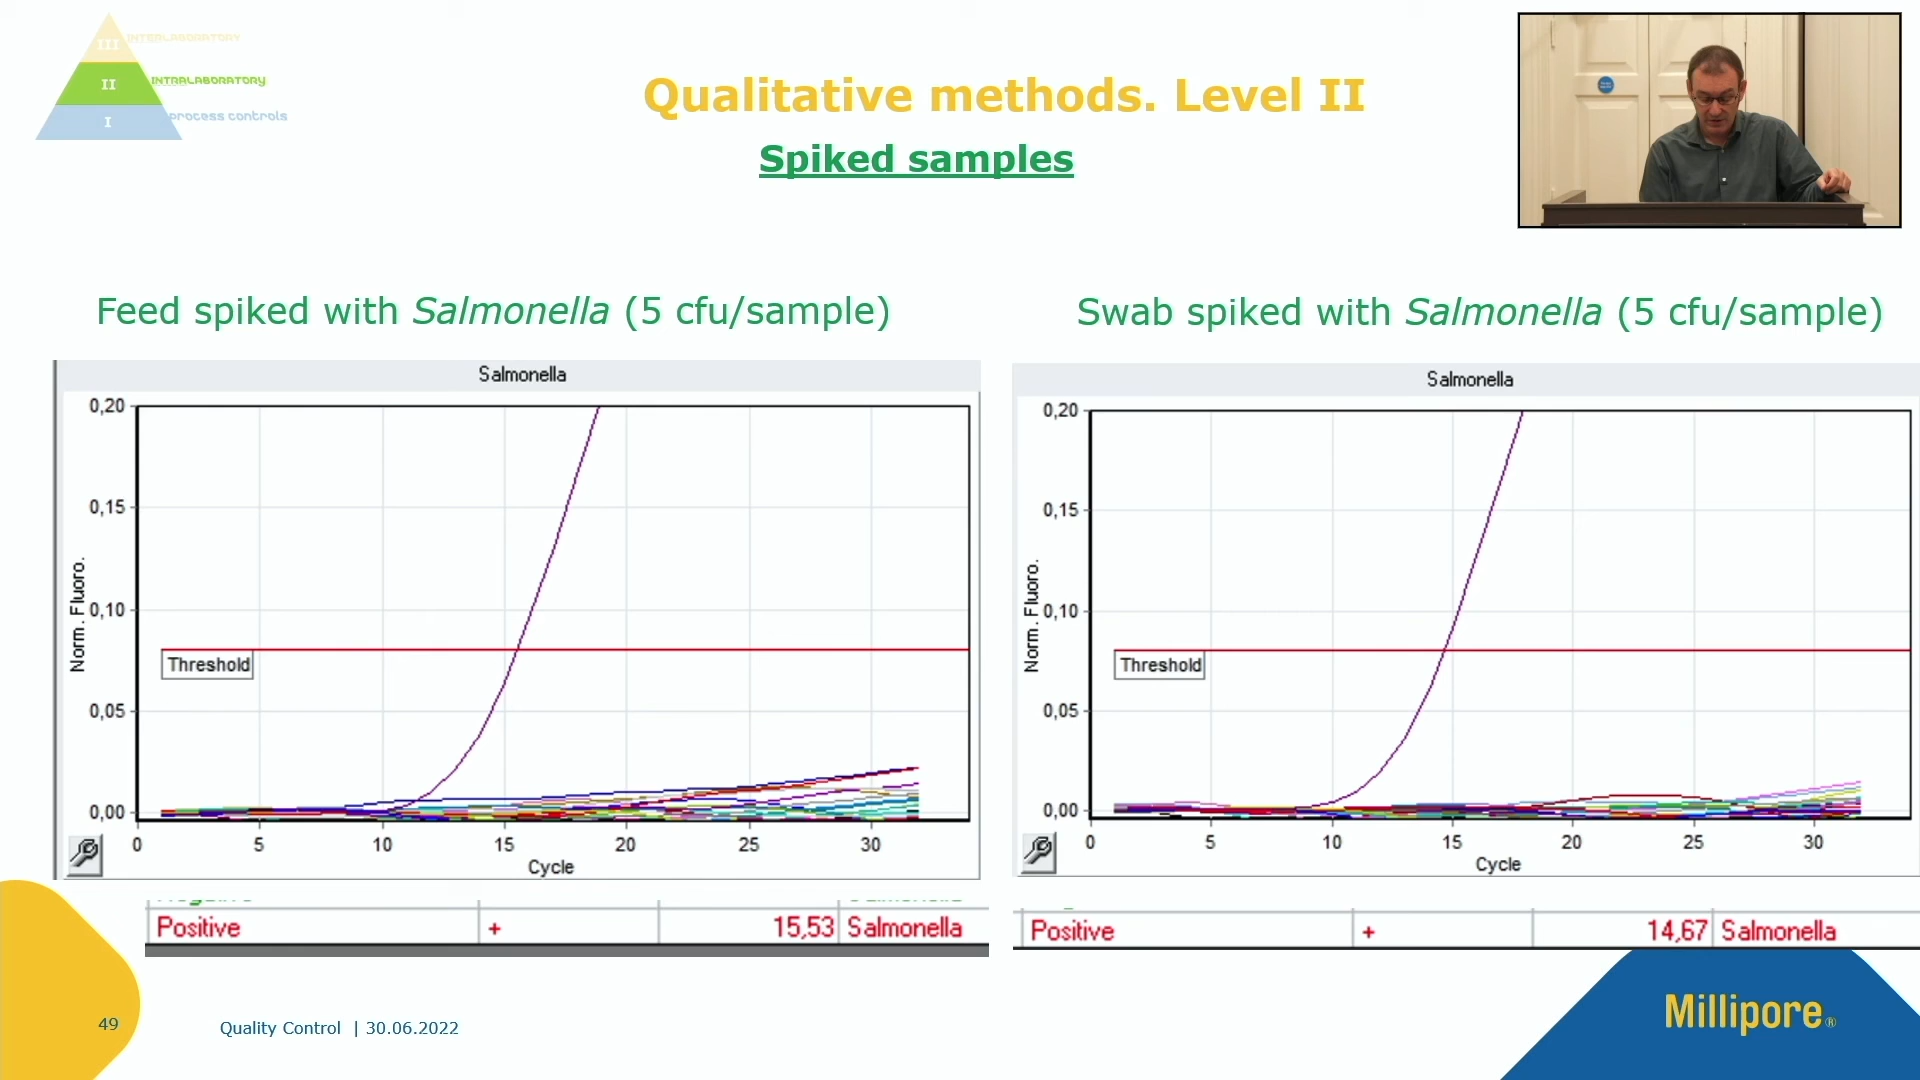 III INTERLABORATORY
II INTRALABORATORY
I process controls
Qualitative methods. Level II
Spiked samples
Feed spiked with Salmonella (5 cfu/sample)
Salmonella
0,20
0,15
0,10
0,05
0,00
Norm. Fluoro.
Threshold
0 5 10 15 20 25 30
Cycle
Positive + 15,53 Salmonella
Swab spiked with Salmonella (5 cfu/sample)
Salmonella
0,20
0,15
0,10
0,05
0,00
Norm. Fluoro.
Threshold
0 5 10 15 20 25 30
Cycle
Positive + 14,67 Salmonella
49
Quality Control | 30.06.2022
Millipore®